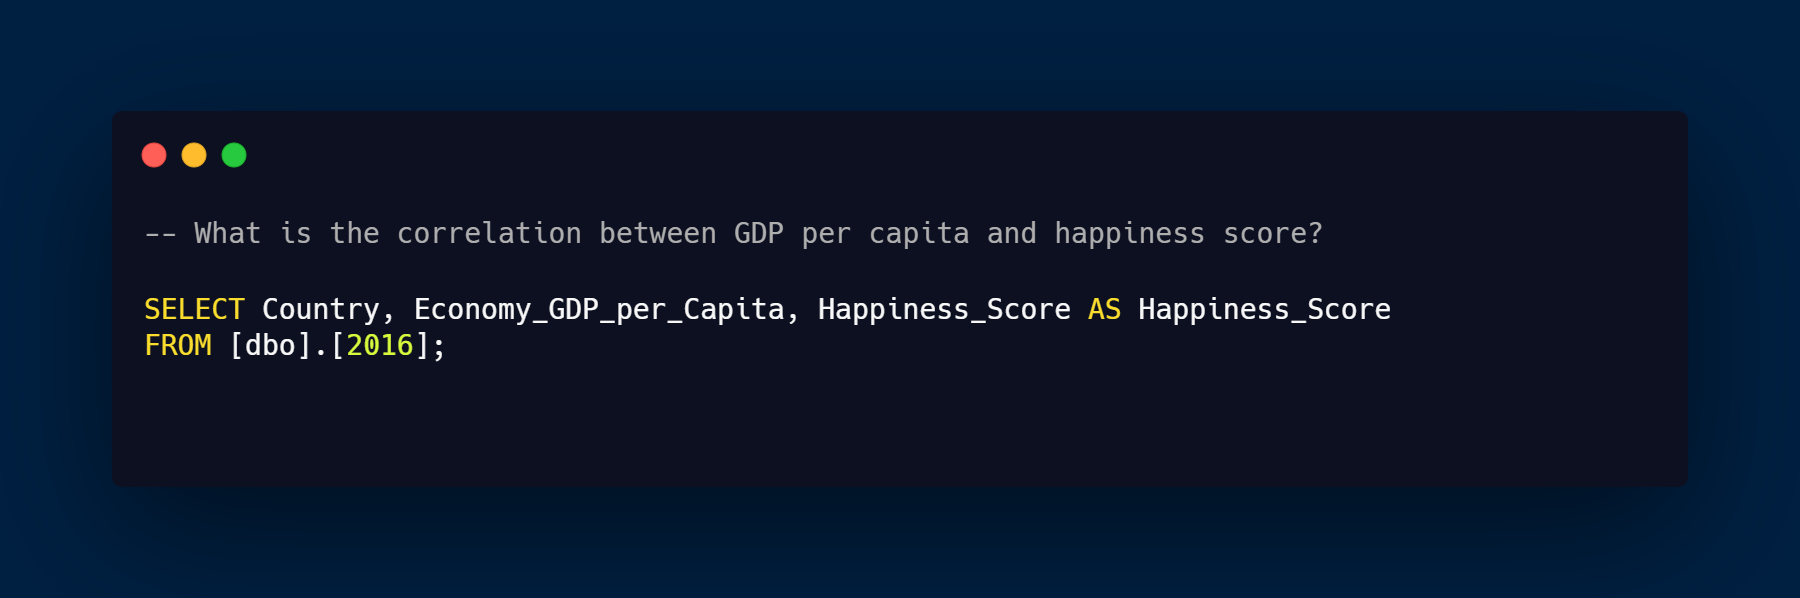 -- What is the correlation between GDP per capita and happiness score?
SELECT Country, Economy_GDP_per_Capita, Happiness_Score AS Happiness_Score
FROM [dbo].[2016];